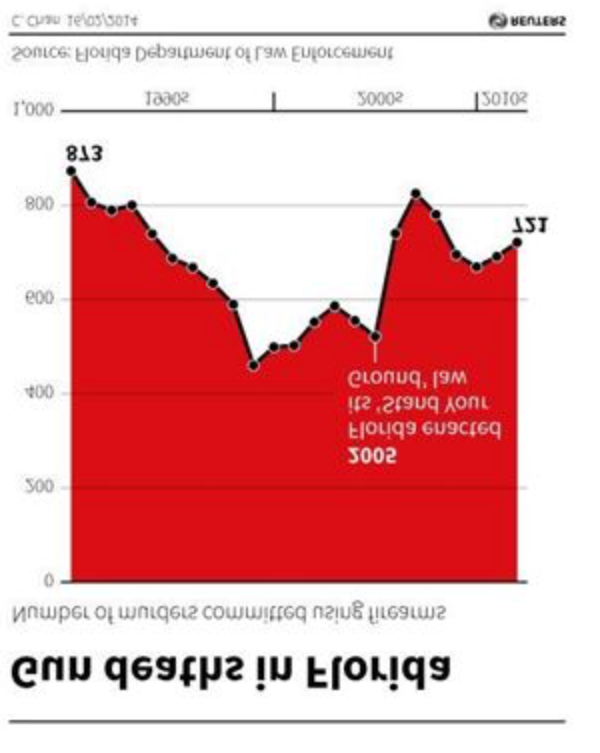 Gun deaths in Florida
Number of murders committed using firearms
0
200
2005
Florida enacted
its 'Stand Your
Ground' law
400
600
721
800
873
1,000
1990s 2000s 2010s
Source: Florida Department of Law Enforcement
C. Chan 16/02/2014
REUTERS